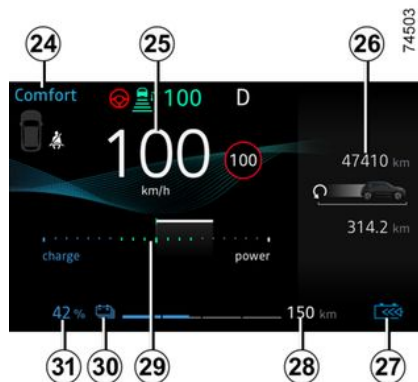 74503
24 25 26
Comfort 100 D
100 100
km/h
47410 km
314.2 km
charge power
42 % 150 km
31 30 29 28 27